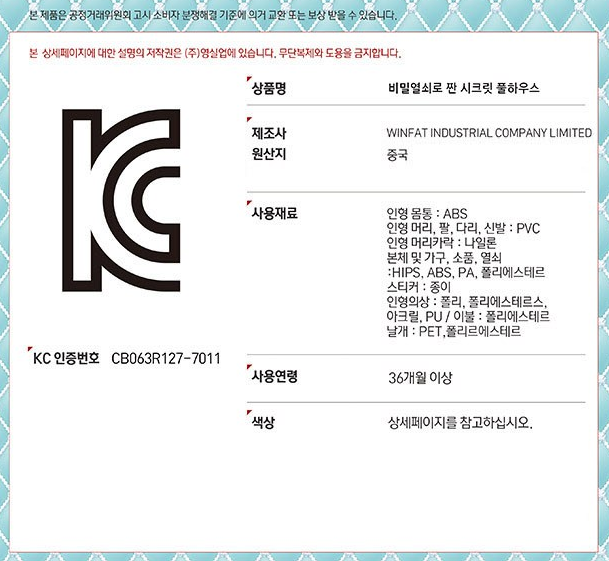 본 제품은 공정거래위원회 고시 소비자 분쟁해결 기준에 의거 교환 또는 보상 받을 수 있습니다.
본 상세페이지에 대한 설명의 저작권은 (주)영실업에 있습니다. 무단복제와 도용을 금지합니다.
상품명 비밀열쇠로 짠 시크릿 풀하우스
제조사 WINFAT INDUSTRIAL COMPANY LIMITED
원산지 중국
사용재료 인형 몸통 : ABS
인형 머리, 팔, 다리, 신발 : PVC
인형 머리카락 : 나일론
본체 및 가구, 소품, 열쇠
:HIPS, ABS, PA, 폴리에스테르
스티커 : 종이
인형의상 : 폴리, 폴리에스테르스,
아크릴, PU / 이불 : 폴리에스테르
날개 : PET,폴리르에스테르
KC 인증번호 CB063R127-7011
사용연령 36개월 이상
색상 상세페이지를 참고하십시오.